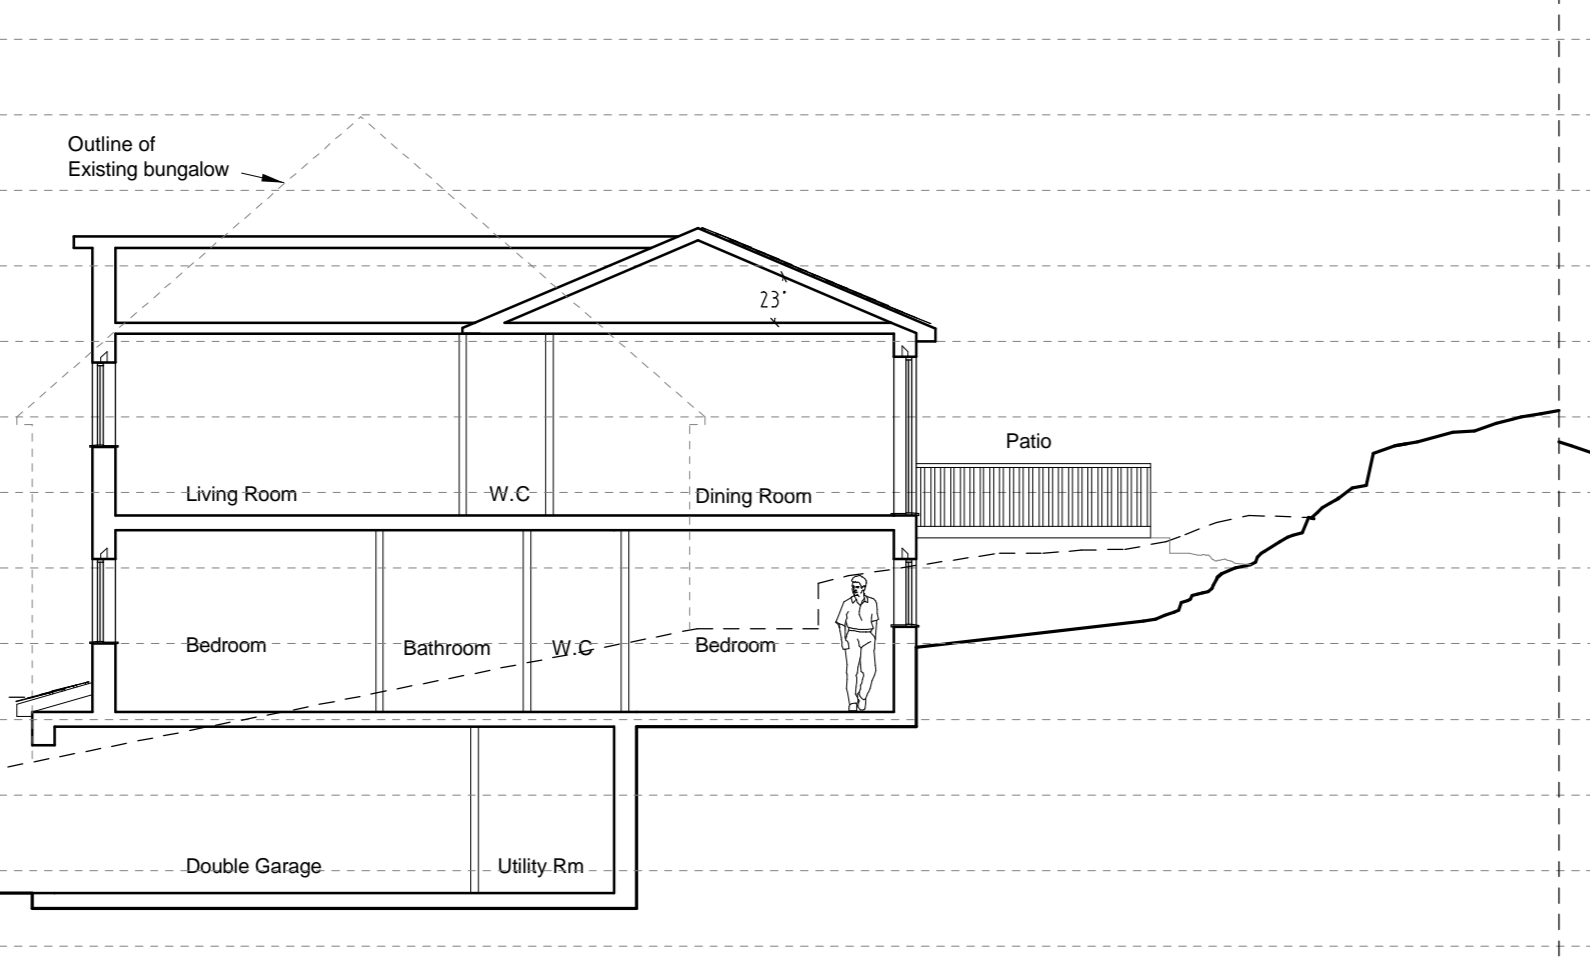 Outline of
Existing bungalow
23°
Patio
Living Room
W.C
Dining Room
Bedroom
Bathroom
W.C
Bedroom
Double Garage
Utility Rm